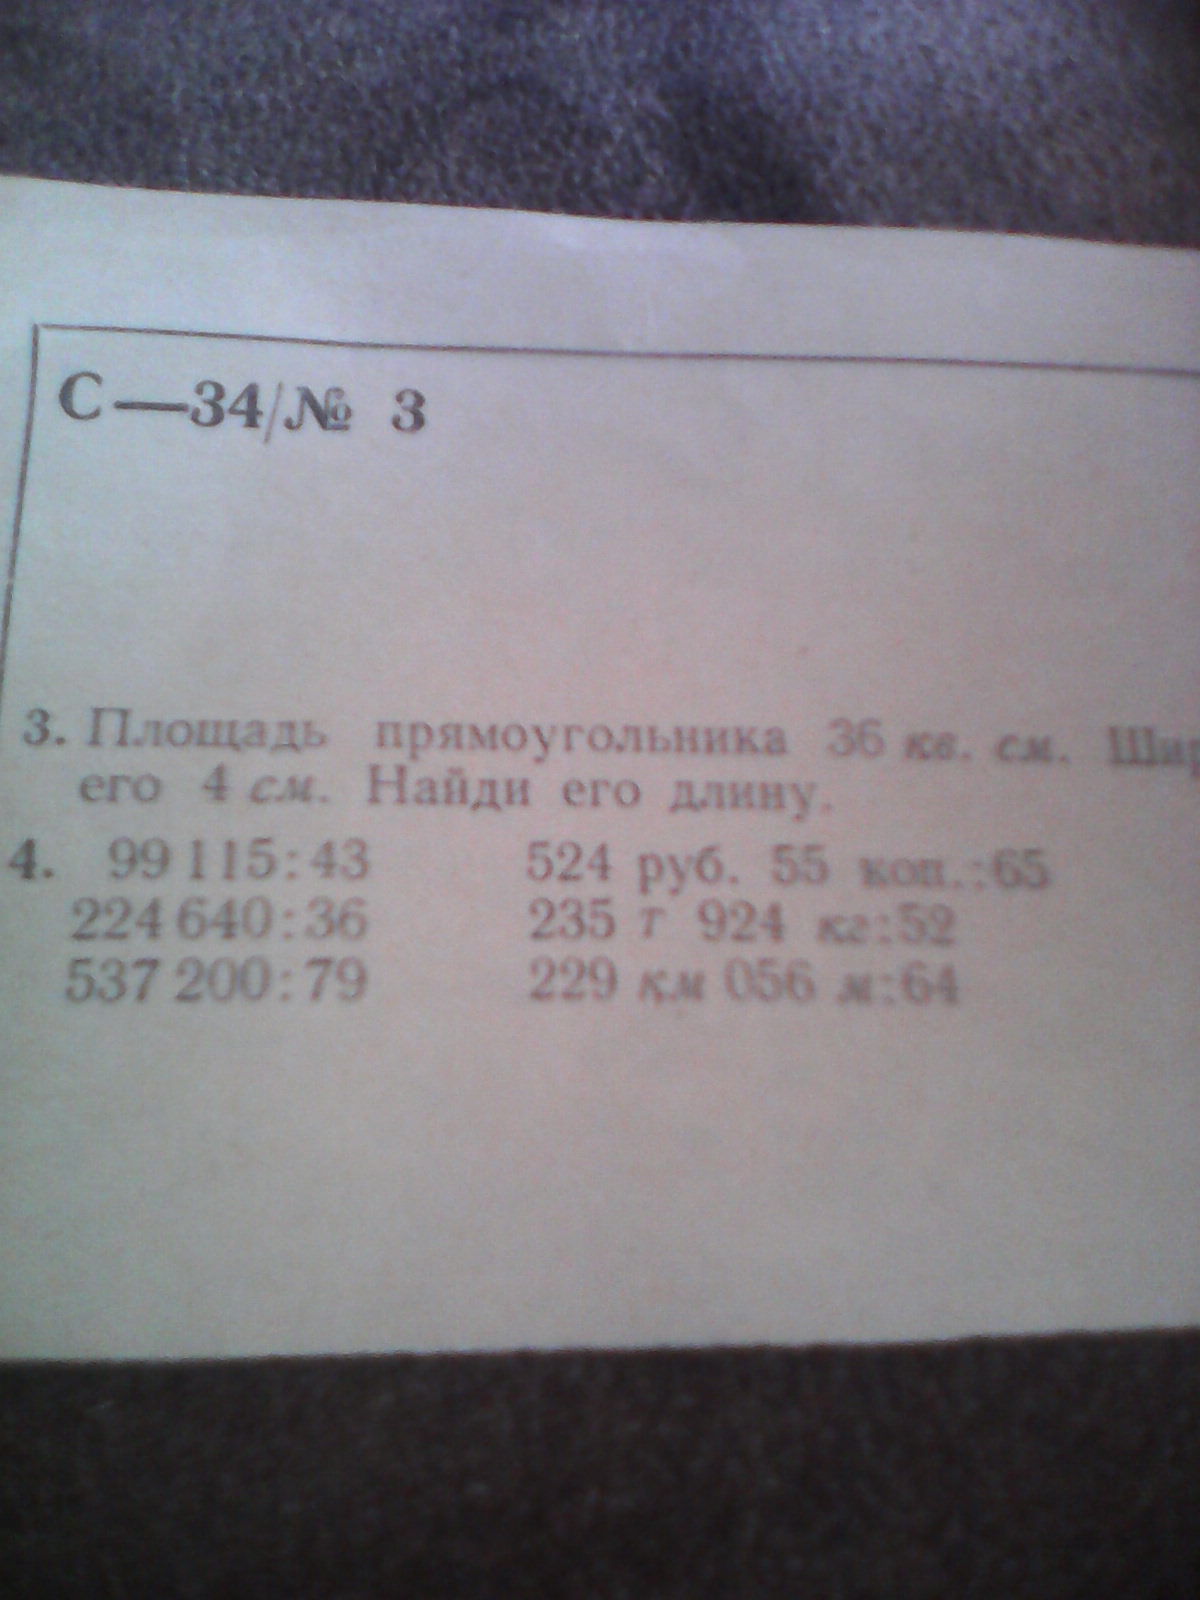 С—34/№ 3
3. Площадь прямоугольника 36 кв. см.
его 4 см. Найди его длину.
4. 99 115:43 524 руб. 55 коп.:65
224 640:36 235 т 924 кг:52
537 200:79 229 км 056 м:64